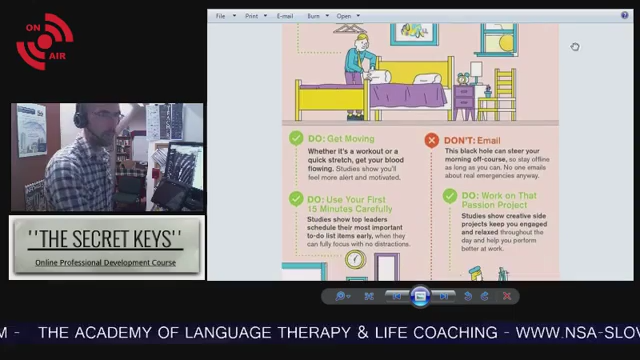 ON
AIR
File Print E-mail Burn Open
DO: Get Moving
Whether it's a workout or a
quick stretch, get your blood
flowing. Studies show you'll
feel more alert and motivated.
DON'T: Email
This black hole can steer your
morning off-course, so stay offline
as long as you can. No one emails
about real emergencies anyway.
DO: Use Your First
15 Minutes Carefully
Studies show top leaders
schedule their most important
to-do list items early, when they
can fully focus with no distractions.
DO: Work on That
Passion Project
Studies show creative side
projects keep you engaged
and relaxed throughout the
day and help you perform
better at work.
"THE SECRET KEYS"
Online Professional Development Course
M - THE ACADEMY OF LANGUAGE THERAPY & LIFE COACHING - WWW.NSA-SLOV